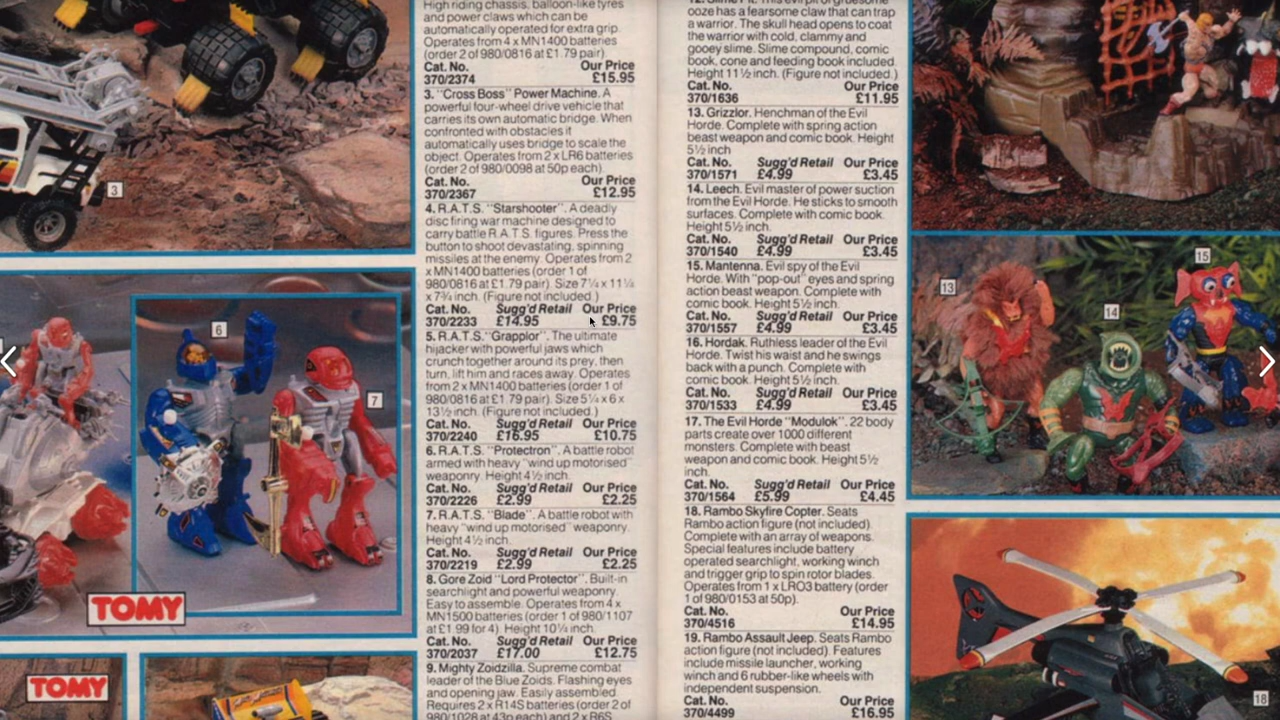 High riding chassis, balloon-like tyres
and power claws which can be
automatically operated for extra grip.
Operates from 4 x MN1400 batteries
(order 2 of 980/0816 at £1.79 pair).
Cat. No. Our Price
370/2374 £15.95
3. "Cross Boss" Power Machine. A
powerful four-wheel drive vehicle that
carries its own automatic bridge. When
confronted with obstacles it
automatically uses bridge to scale the
object. Operates from 2 x LR6 batteries
(order 2 of 980/0098 at 50p each).
Cat. No. Our Price
370/2367 £12.95
4. R.A.T.S. "Starshooter". A deadly
disc firing war machine designed to
carry battle R.A.T.S. figures. Press the
button to shoot devastating, spinning
missiles at the enemy. Operates from 2
x MN1400 batteries (order 1 of
980/0816 at £1.79 pair). Size 7¼ x 11¼
x 7¾ inch. (Figure not included.)
Cat. No. Sugg'd Retail Our Price
370/2233 £14.95 £9.75
5. R.A.T.S. "Grapplor". The ultimate
hijacker with powerful jaws which
crunch together around its prey, then
turn, lift him and races away. Operates
from 2 x MN1400 batteries (order 1 of
980/0816 at £1.79 pair). Size 5¼ x 6 x
13½ inch. (Figure not included.)
Cat. No. Sugg'd Retail Our Price
370/2240 £16.95 £10.75
6. R.A.T.S. "Protectron". A battle robot
armed with heavy "wind up motorised"
weaponry. Height 4½ inch.
Cat. No. Sugg'd Retail Our Price
370/2226 £2.99 £2.25
7. R.A.T.S. "Blade". A battle robot with
heavy "wind up motorised" weaponry.
Height 4½ inch.
Cat. No. Sugg'd Retail Our Price
370/2219 £2.99 £2.25
8. Gore Zoid "Lord Protector". Built-in
searchlight and powerful weaponry.
Easy to assemble. Operates from 4 x
MN1500 batteries (order 1 of 980/1107
at £1.99 for 4). Height 10¼ inch.
Cat. No. Sugg'd Retail Our Price
370/2037 £17.00 £12.75
9. Mighty Zoidzilla. Supreme combat
leader of the Blue Zoids. Flashing eyes
and opening jaw. Easily assembled.
Requires 2 x R14S batteries (order 2 of
980/1028 at 43p each) and 2 x R6S
12. Slime Pit. This evil pit of gruesome
ooze has a fearsome claw that can trap
a warrior. The skull head opens to coat
the warrior with cold, clammy and
gooey slime. Slime compound, comic
book, cone and feeding book included.
Height 11½ inch. (Figure not included.)
Cat. No. Our Price
370/1636 £11.95
13. Grizzlor. Henchman of the Evil
Horde. Complete with spring action
beast weapon and comic book. Height
5½ inch
Cat. No. Sugg'd Retail Our Price
370/1571 £4.99 £3.45
14. Leech. Evil master of power suction
from the Evil Horde. He sticks to smooth
surfaces. Complete with comic book.
Height 5½ inch.
Cat. No. Sugg'd Retail Our Price
370/1540 £4.99 £3.45
15. Mantenna. Evil spy of the Evil
Horde. With "pop-out" eyes and spring
action beast weapon. Complete with
comic book. Height 5½ inch.
Cat. No. Sugg'd Retail Our Price
370/1557 £4.99 £3.45
16. Hordak. Ruthless leader of the Evil
Horde. Twist his waist and he swings
back with a punch. Complete with
comic book. Height 5½ inch.
Cat. No. Sugg'd Retail Our Price
370/1533 £4.99 £3.45
17. The Evil Horde "Modulok". 22 body
parts create over 1000 different
monsters. Complete with beast
weapon and comic book. Height 5½
inch.
Cat. No. Sugg'd Retail Our Price
370/1564 £5.99 £4.45
18. Rambo Skyfire Copter. Seats
Rambo action figure (not included).
Complete with an array of weapons.
Special features include battery
operated searchlight, working winch
and trigger grip to spin rotor blades.
Operates from 1 x LRO3 battery (order
1 of 980/0153 at 50p).
Cat. No. Our Price
370/4516 £14.95
19. Rambo Assault Jeep. Seats Rambo
action figure (not included). Features
include missile launcher, working
winch and 6 rubber-like wheels with
independent suspension.
Cat. No. Our Price
370/4499 £16.95
3
6
7
TOMY
TOMY
13
14
15
18